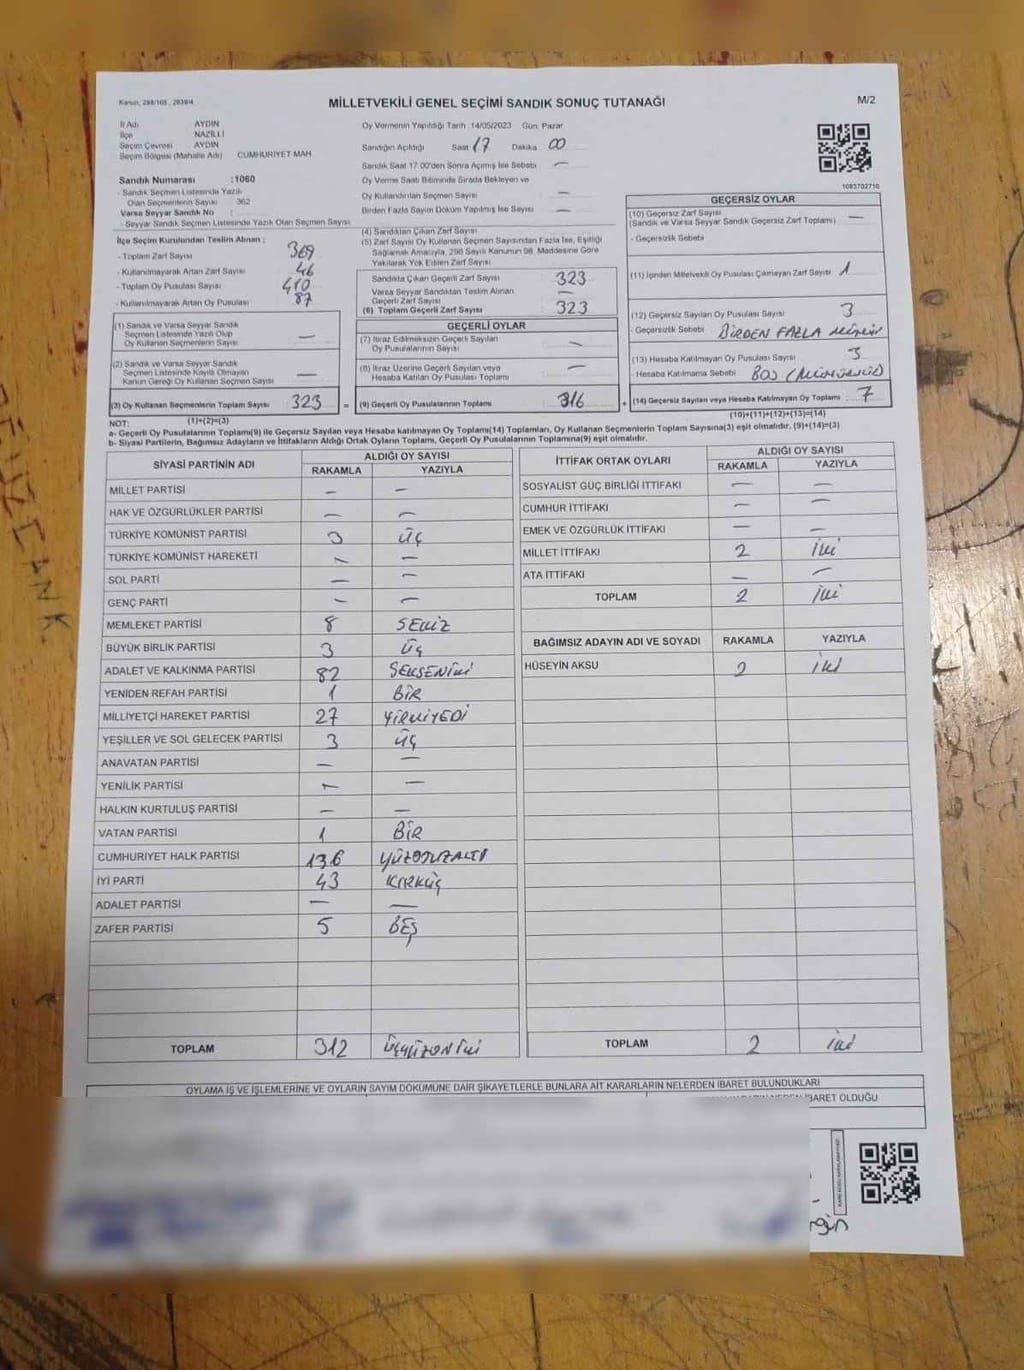 Kanun, 298/105 , 2839/4
MİLLETVEKİLİ GENEL SEÇİMİ SANDIK SONUÇ TUTANAĞI
M/2
İl Adı AYDIN
İlçe NAZİLLİ
Seçim Çevresi AYDIN
Seçim Bölgesi (Mahalle Adı) CUMHURİYET MAH
Sandık Numarası :1060
- Sandık Seçmen Listesinde Yazılı
Olan Seçmenlerin Sayısı 362
Varsa Seyyar Sandık No :
- Seyyar Sandık Seçmen Listesinde Yazılı Olan Seçmen Sayısı
İlçe Seçim Kurulundan Teslim Alınan ;
- Toplam Zarf Sayısı 369
- Kullanılmayarak Artan Zarf Sayısı 46
- Toplam Oy Pusulası Sayısı 410
- Kullanılmayarak Artan Oy Pusulası 87
(1) Sandık ve Varsa Seyyar Sandık
Seçmen Listesinde Yazılı Olup
Oy Kullanan Seçmenlerin Sayısı —
(2) Sandık ve Varsa Seyyar Sandık
Seçmen Listesinde Kayıtlı Olmayan
Kanun Gereği Oy Kullanan Seçmen Sayısı —
(3) Oy Kullanan Seçmenlerin Toplam Sayısı 323 =
Oy Vermenin Yapıldığı Tarih :14/05/2023 Gün: Pazar
Sandığın Açıldığı Saat 17 Dakika 00
Sandık Saat 17.00'den Sonra Açılmış İse Sebebi —
Oy Verme Saati Bitiminde Sırada Bekleyen ve
Oy Kullandırılan Seçmen Sayısı —
Birden Fazla Sayım Döküm Yapılmış İse Sayısı —
(4) Sandıktan Çıkan Zarf Sayısı
(5) Zarf Sayısı Oy Kullanan Seçmen Sayısından Fazla İse, Eşitliği
Sağlamak Amacıyla, 298 Sayılı Kanunun 98. Maddesine Göre
Yakılarak Yok Edilen Zarf Sayısı
Sandıkta Çıkan Geçerli Zarf Sayısı 323
Varsa Seyyar Sandıktan Teslim Alınan
Geçerli Zarf Sayısı —
(6) Toplam Geçerli Zarf Sayısı 323
GEÇERLİ OYLAR
(7) İtiraz Edilmeksizin Geçerli Sayılan
Oy Pusulalarının Sayısı —
(8) İtiraz Üzerine Geçerli Sayılan veya
Hesaba Katılan Oy Pusulası Toplamı —
(9) Geçerli Oy Pusulalarının Toplamı 316 +
1083702716
GEÇERSİZ OYLAR
(10) Geçersiz Zarf Sayısı
(Sandık ve Varsa Seyyar Sandık Geçersiz Zarf Toplamı) —
- Geçersizlik Sebebi
(11) İçinden Milletvekili Oy Pusulası Çıkmayan Zarf Sayısı 1
(12) Geçersiz Sayılan Oy Pusulası Sayısı 3
- Geçersizlik Sebebi BİRDEN FAZLA MÜHÜR
(13) Hesaba Katılmayan Oy Pusulası Sayısı 3
- Hesaba Katılmama Sebebi BOŞ (MÜHÜRSÜZ)
(14) Geçersiz Sayılan veya Hesaba Katılmayan Oy Toplamı 7
NOT: (1)+(2)=(3) (10)+(11)+(12)+(13)=(14)
a- Geçerli Oy Pusulaların Toplamı(9) ile Geçersiz Sayılan veya Hesaba katılmayan Oy Toplamı(14) Toplamları, Oy Kullanan Seçmenlerin Toplam Sayısına(3) eşit olmalıdır. (9)+(14)=(3)
b- Siyasi Partilerin, Bağımsız Adayların ve İttifakların Aldığı Ortak Oyların Toplamı, Geçerli Oy Pusulalarının Toplamına(9) eşit olmalıdır.
SİYASİ PARTİNİN ADI ALDIĞI OY SAYISI
RAKAMLA YAZIYLA
MİLLET PARTİSİ — —
HAK VE ÖZGÜRLÜKLER PARTİSİ — —
TÜRKİYE KOMÜNİST PARTİSİ 3 ÜÇ
TÜRKİYE KOMÜNİST HAREKETİ — —
SOL PARTİ — —
GENÇ PARTİ — —
MEMLEKET PARTİSİ 8 SEKİZ
BÜYÜK BİRLİK PARTİSİ 3 ÜÇ
ADALET VE KALKINMA PARTİSİ 82 SEKSENİKİ
YENİDEN REFAH PARTİSİ 1 BİR
MİLLİYETÇİ HAREKET PARTİSİ 27 YİRMİYEDİ
YEŞİLLER VE SOL GELECEK PARTİSİ 3 ÜÇ
ANAVATAN PARTİSİ — —
YENİLİK PARTİSİ — —
HALKIN KURTULUŞ PARTİSİ — —
VATAN PARTİSİ 1 BİR
CUMHURİYET HALK PARTİSİ 136 YÜZOTUZALTI
İYİ PARTİ 43 KIRKÜÇ
ADALET PARTİSİ — —
ZAFER PARTİSİ 5 BEŞ
TOPLAM 312 ÜÇYÜZONİKİ
İTTİFAK ORTAK OYLARI ALDIĞI OY SAYISI
RAKAMLA YAZIYLA
SOSYALİST GÜÇ BİRLİĞİ İTTİFAKI — —
CUMHUR İTTİFAKI — —
EMEK VE ÖZGÜRLÜK İTTİFAKI — —
MİLLET İTTİFAKI 2 İKİ
ATA İTTİFAKI — —
TOPLAM 2 İKİ
BAĞIMSIZ ADAYIN ADI VE SOYADI RAKAMLA YAZIYLA
HÜSEYİN AKSU 2 İKİ
TOPLAM 2 İKİ
OYLAMA İŞ VE İŞLEMLERİNE VE OYLARIN SAYIM DÖKÜMÜNE DAİR ŞİKAYETLERLE BUNLARA AİT KARARLARIN NELERDEN İBARET BULUNDUKLARI
İBARET OLDUĞU